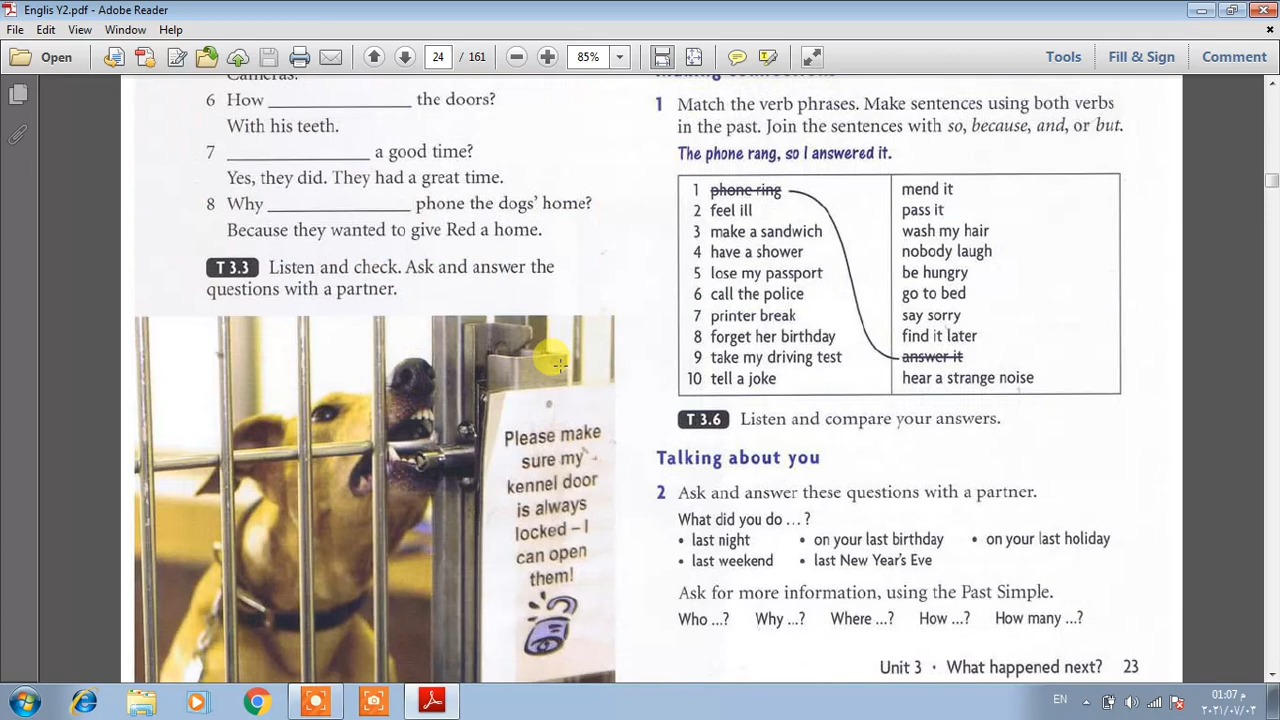 Englis Y2.pdf - Adobe Reader
File Edit View Window Help
Open 24 / 161 85% Tools Fill & Sign Comment
Cameras.
6 How ____________ the doors?
With his teeth.
7 ____________ a good time?
Yes, they did. They had a great time.
8 Why ____________ phone the dogs' home?
Because they wanted to give Red a home.
T 3.3 Listen and check. Ask and answer the
questions with a partner.
Please make
sure my
kennel door
is always
locked – I
can open
them!
1 Match the verb phrases. Make sentences using both verbs
in the past. Join the sentences with so, because, and, or but.
The phone rang, so I answered it.
1 phone ring
2 feel ill
3 make a sandwich
4 have a shower
5 lose my passport
6 call the police
7 printer break
8 forget her birthday
9 take my driving test
10 tell a joke
mend it
pass it
wash my hair
nobody laugh
be hungry
go to bed
say sorry
find it later
answer it
hear a strange noise
T 3.6 Listen and compare your answers.
Talking about you
2 Ask and answer these questions with a partner.
What did you do …?
• last night • on your last birthday • on your last holiday
• last weekend • last New Year's Eve
Ask for more information, using the Past Simple.
Who …? Why …? Where …? How …? How many …?
Unit 3 • What happened next? 23
EN
01:07 م
٢٠٢١/٠٧/٠٣